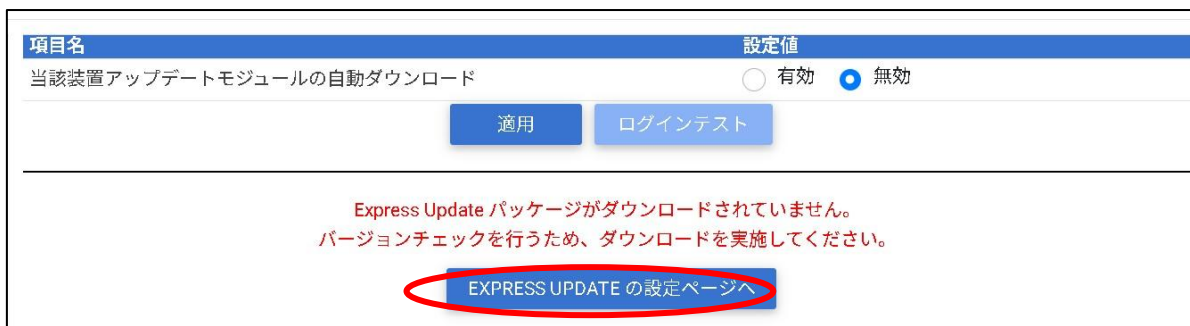 項目名 設定値
当該装置アップデートモジュールの自動ダウンロード 有効 無効
適用 ログインテスト
Express Update パッケージがダウンロードされていません。
バージョンチェックを行うため、ダウンロードを実施してください。
EXPRESS UPDATE の設定ページへ